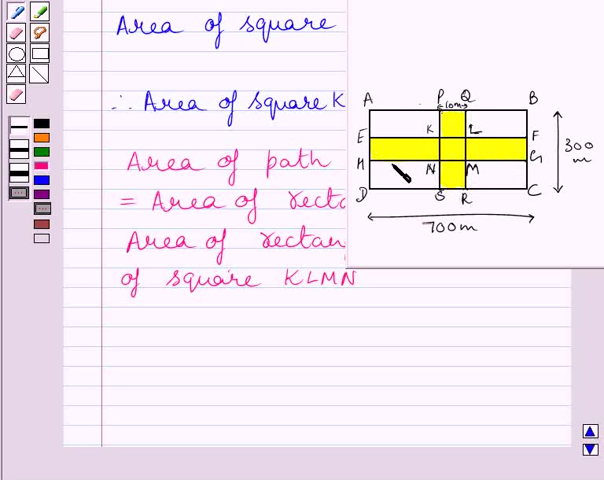 Area of square
∴ Area of square K
Area of path
= Area of recta
Area of rectan
of square KLMN
A P Q B
10m
K L
E F
H N M G
D S R C
300 m
700m